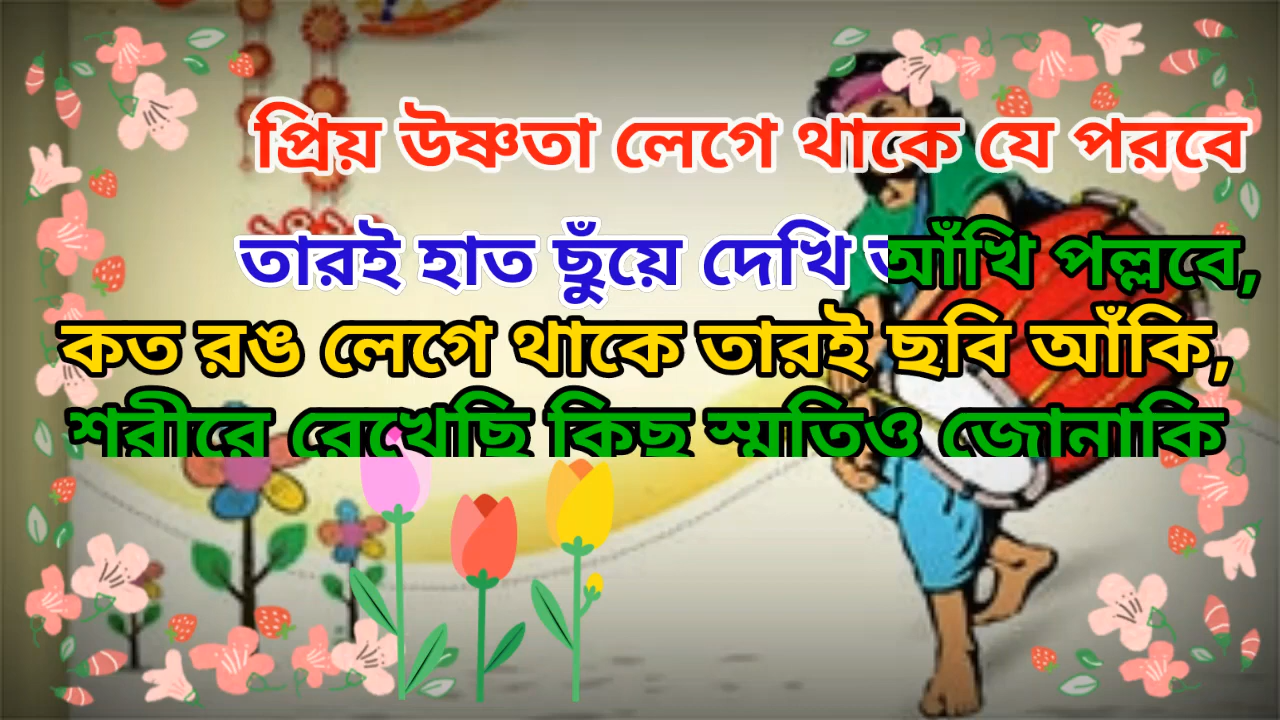 প্রিয় উষ্ণতা লেগে থাকে যে পরবে
তারই হাত ছুঁয়ে দেখি আঁখি পল্লবে,
কত রঙ লেগে থাকে তারই ছবি আঁকি,
শরীরে রেখেছি কিছু স্মৃতিও জোনাকি